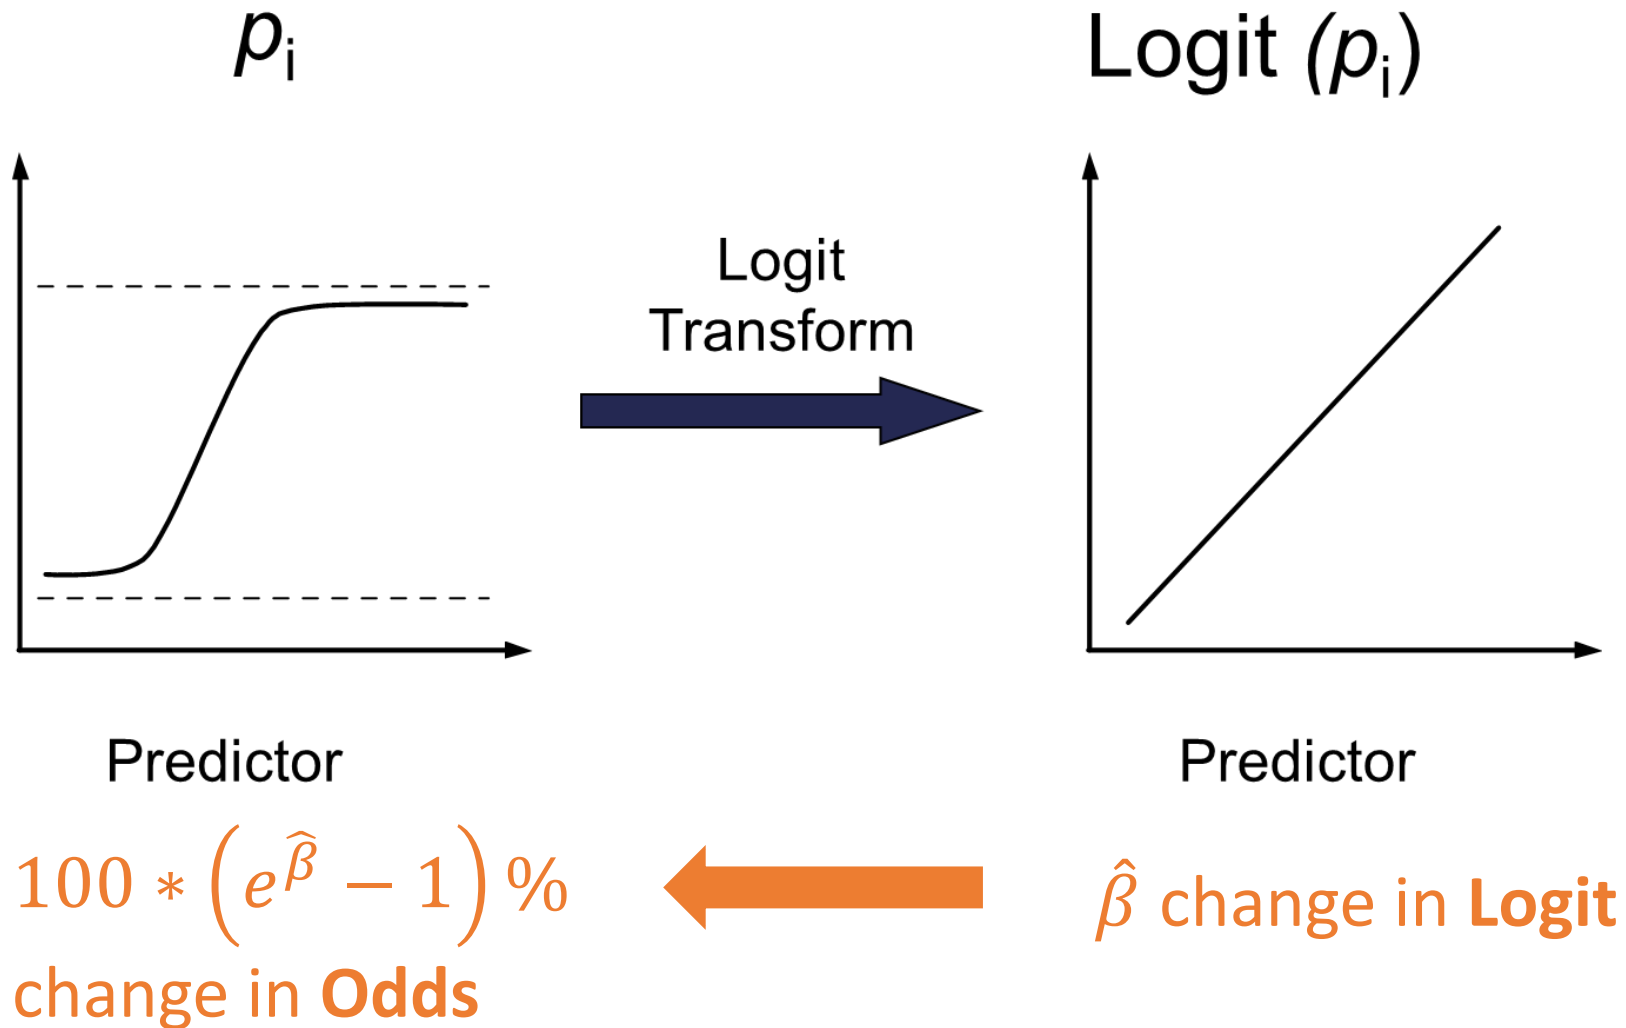 pᵢ
Logit (pᵢ)
Logit
Transform
Predictor
Predictor
100 * (e^β̂ − 1) %
change in Odds
β̂ change in Logit